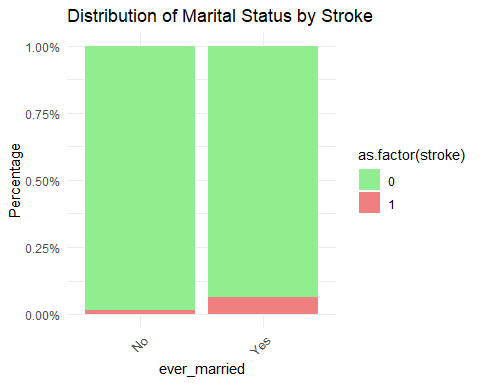 Distribution of Marital Status by Stroke
1.00%
0.75%
0.50%
0.25%
0.00%
Percentage
No
Yes
ever_married
as.factor(stroke)
0
1